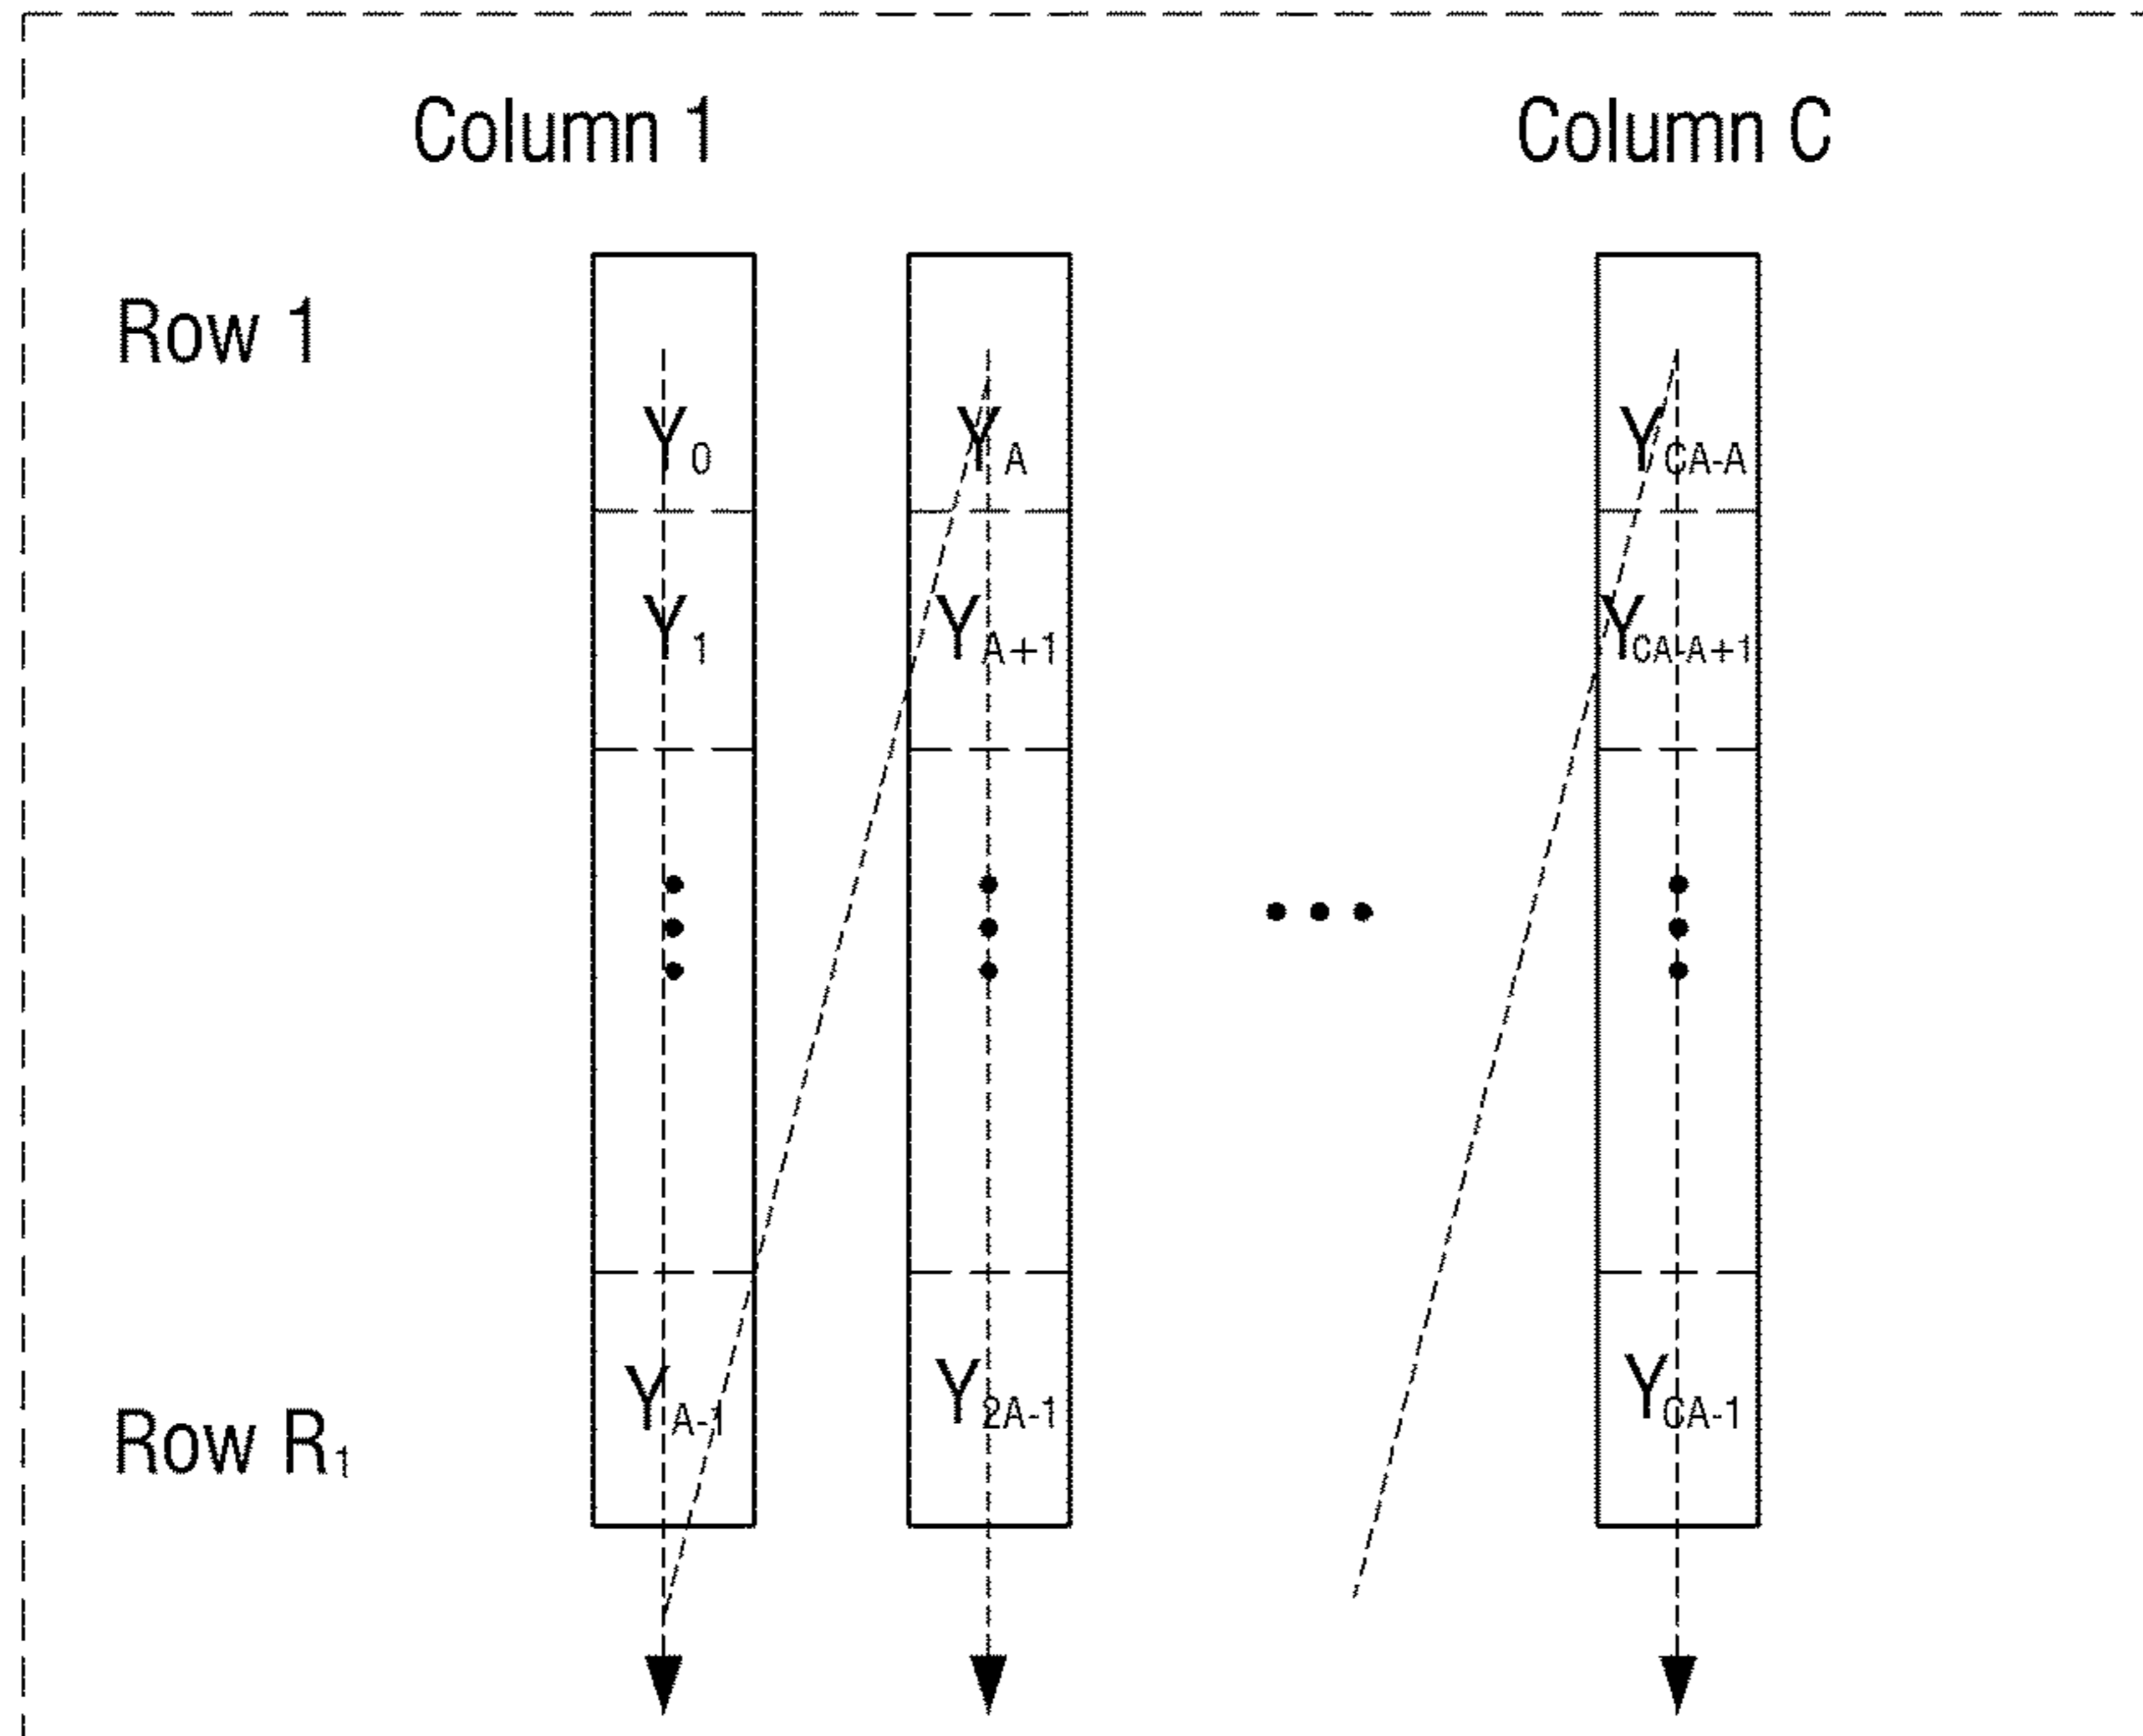 Column 1 Column C
Row 1
Y0 YA YCA-A
Y1 YA+1 YCA-A+1
YA-1 Y2A-1 YCA-1
Row R1